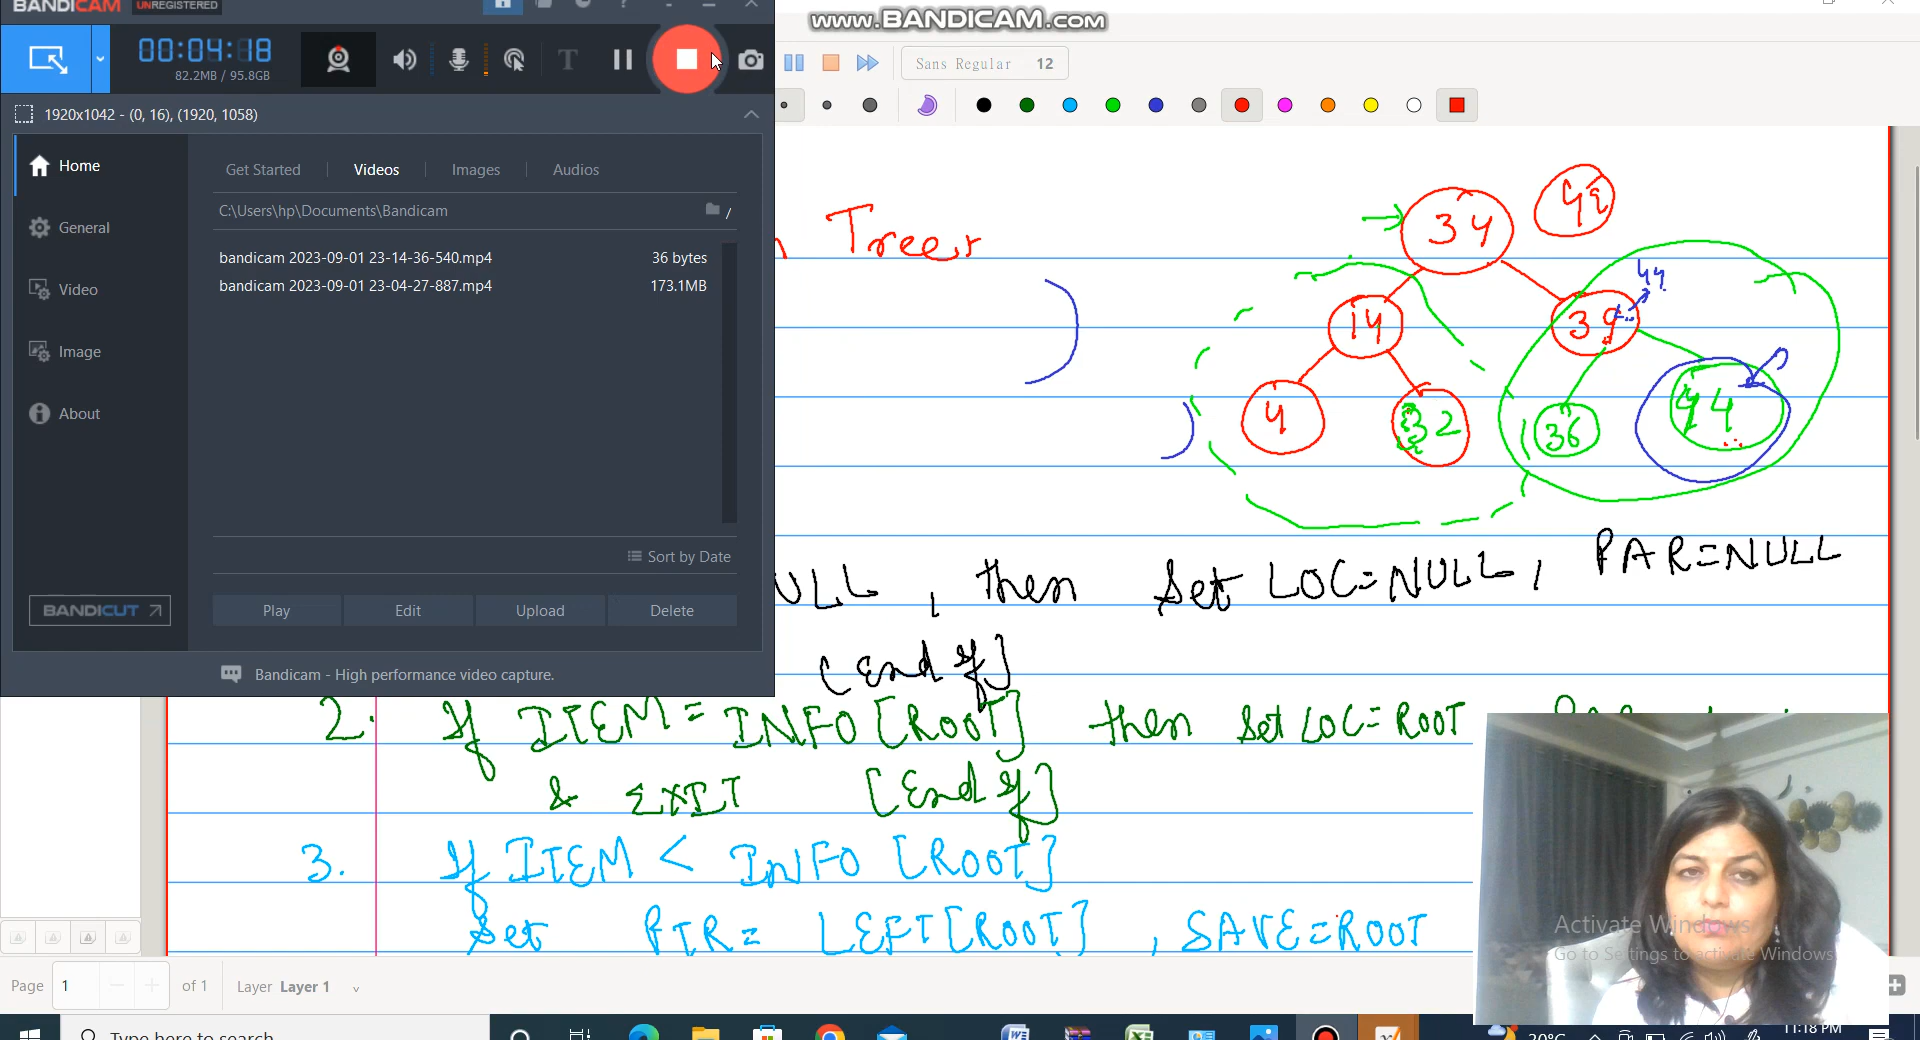 BANDICAM UNREGISTERED
www.BANDICAM.COM
00:04:18
82.2MB / 95.8GB
T
Sans Regular 12
1920x1042 - (0, 16), (1920, 1058)
Home
General
Video
Image
About
BANDICUT
Get Started
Videos
Images
Audios
C:\Users\hp\Documents\Bandicam
bandicam 2023-09-01 23-14-36-540.mp4 36 bytes
bandicam 2023-09-01 23-04-27-887.mp4 173.1MB
Sort by Date
Play
Edit
Upload
Delete
Bandicam - High performance video capture.
Trees
34
14 39 44
4 32 36 44
then Set LOC=NULL, PAR=NULL
[End If]
2. If ITEM = INFO [ROOT] then Set LOC=ROOT
& EXIT [End If]
3. If ITEM < INFO [ROOT]
Set PTR = LEFT[ROOT], SAVE=ROOT
Activate Windows
Go to Settings to activate Windows
Page 1 of 1 Layer Layer 1
Type here to search
20°C
11:18 PM